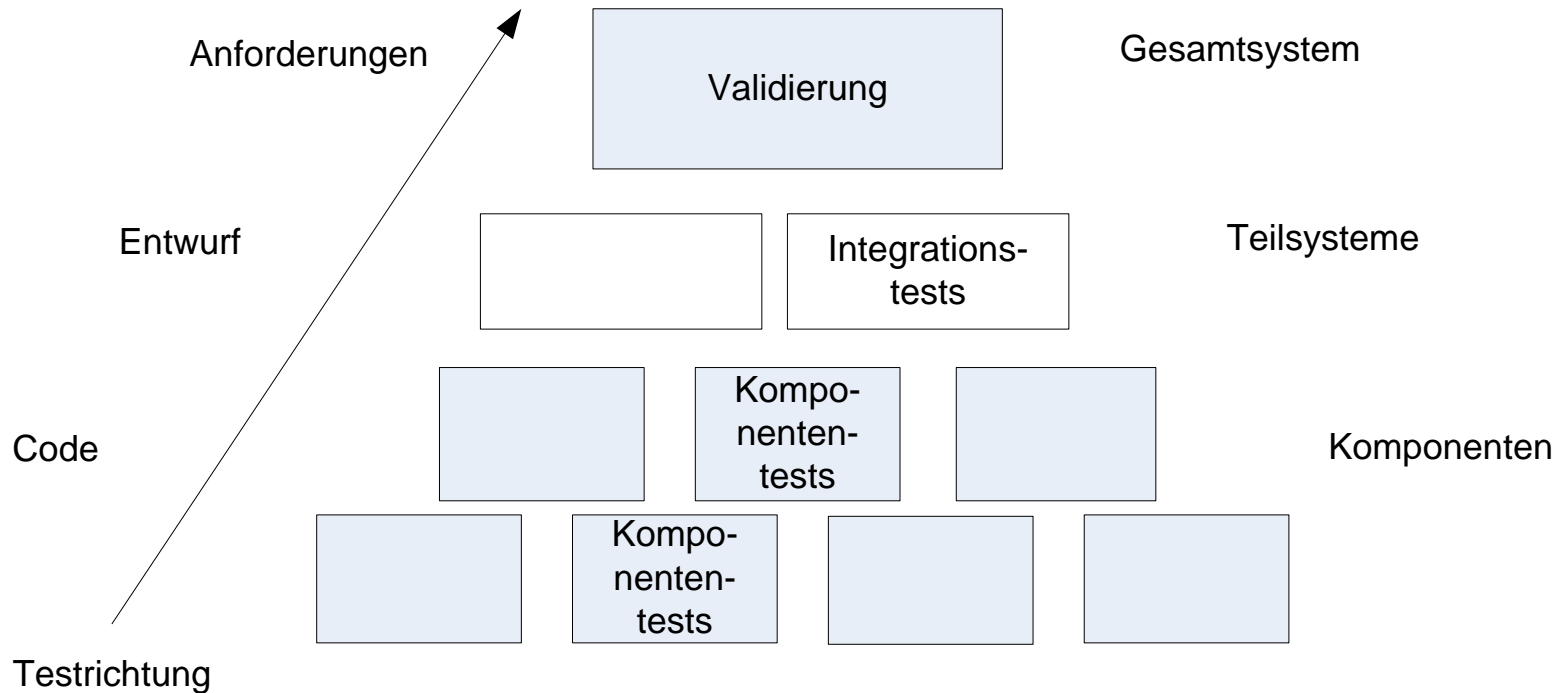 Anforderungen
Validierung
Gesamtsystem
Entwurf
Integrations-
tests
Teilsysteme
Code
Kompo-
nenten-
tests
Komponenten
Kompo-
nenten-
tests
Testrichtung